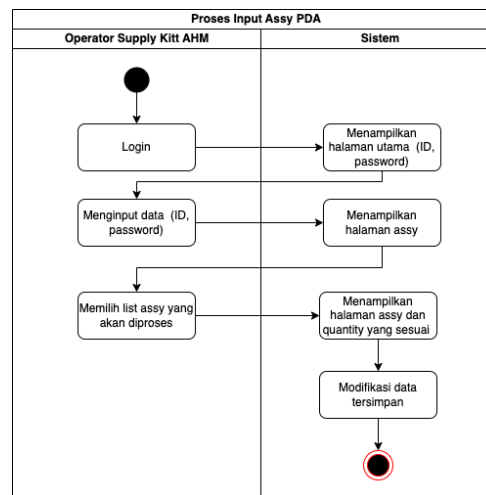 Proses Input Assy PDA
Operator Supply Kitt AHM
Sistem
Login
Menampilkan
halaman utama (ID,
password)
Menginput data (ID,
password)
Menampilkan
halaman assy
Memilih list assy yang
akan diproses
Menampilkan
halaman assy dan
quantity yang sesuai
Modifikasi data
tersimpan